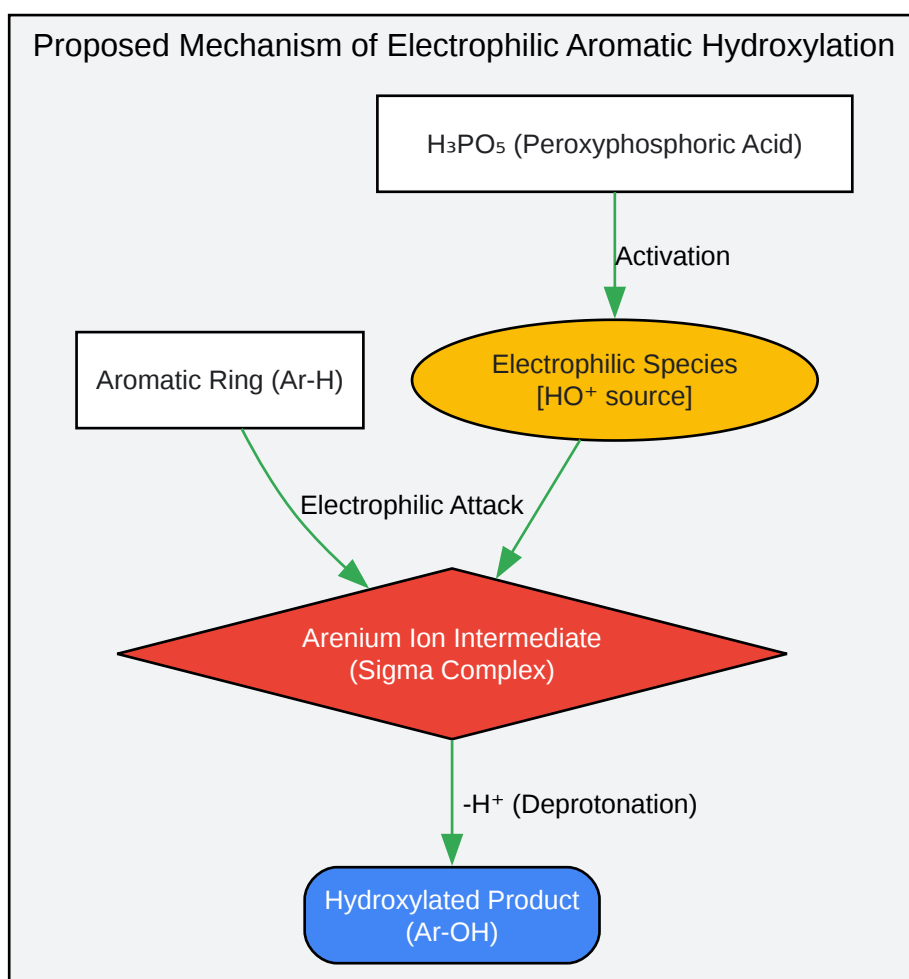 Proposed Mechanism of Electrophilic Aromatic Hydroxylation
H₃PO₅ (Peroxyphosphoric Acid)
Activation
Aromatic Ring (Ar-H)
Electrophilic Species
[HO⁺ source]
Electrophilic Attack
Arenium Ion Intermediate
(Sigma Complex)
-H⁺ (Deprotonation)
Hydroxylated Product
(Ar-OH)